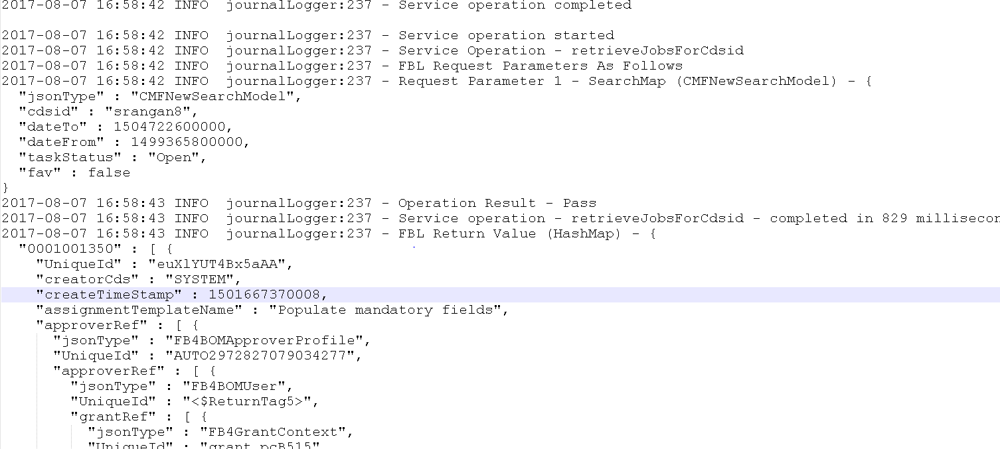 2017-08-07 16:58:42 INFO  journalLogger:237 - Service operation completed
2017-08-07 16:58:42 INFO  journalLogger:237 - Service operation started
2017-08-07 16:58:42 INFO  journalLogger:237 - Service Operation - retrieveJobsForCdsid
2017-08-07 16:58:42 INFO  journalLogger:237 - FBL Request Parameters As Follows
2017-08-07 16:58:42 INFO  journalLogger:237 - Request Parameter 1 - SearchMap (CMFNewSearchModel) - {
"jsonType" : "CMFNewSearchModel",
"cdsid" : "srangan8",
"dateTo" : 1504722600000,
"dateFrom" : 1499365800000,
"taskStatus" : "Open",
"fav" : false
}
2017-08-07 16:58:43 INFO  journalLogger:237 - Operation Result - Pass
2017-08-07 16:58:43 INFO  journalLogger:237 - Service operation - retrieveJobsForCdsid - completed in 829 millisecon
2017-08-07 16:58:43 INFO  journalLogger:237 - FBL Return Value (HashMap) - {
"0001001350" : [ {
"UniqueId" : "euXlYUT4Bx5aAA",
"creatorCds" : "SYSTEM",
"createTimeStamp" : 1501667370008,
"assignmentTemplateName" : "Populate mandatory fields",
"approverRef" : [ {
"jsonType" : "FB4BOMApproverProfile",
"UniqueId" : "AUTO2972827079034277",
"approverRef" : [ {
"jsonType" : "FB4BOMUser",
"UniqueId" : "<$ReturnTag5>",
"grantRef" : [ {
"jsonType" : "FB4GrantContext",
"UniqueId" : "grant_pcB515"